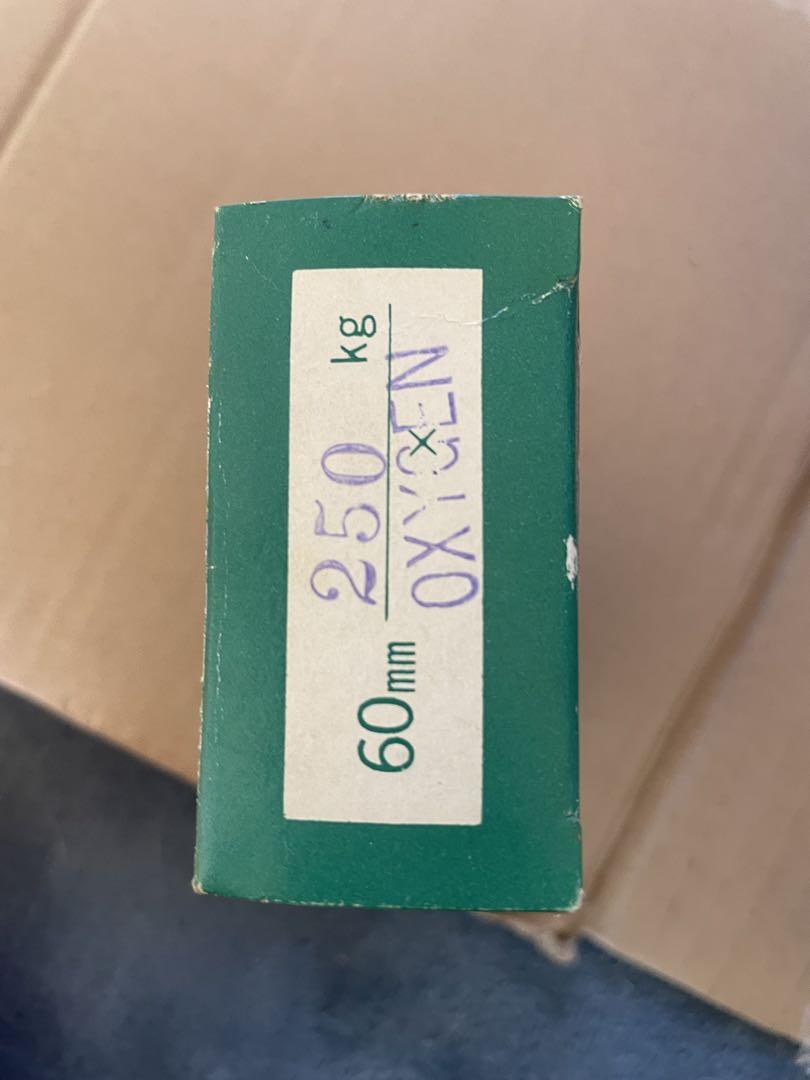 60mm 250 kg
OXYGEN
×